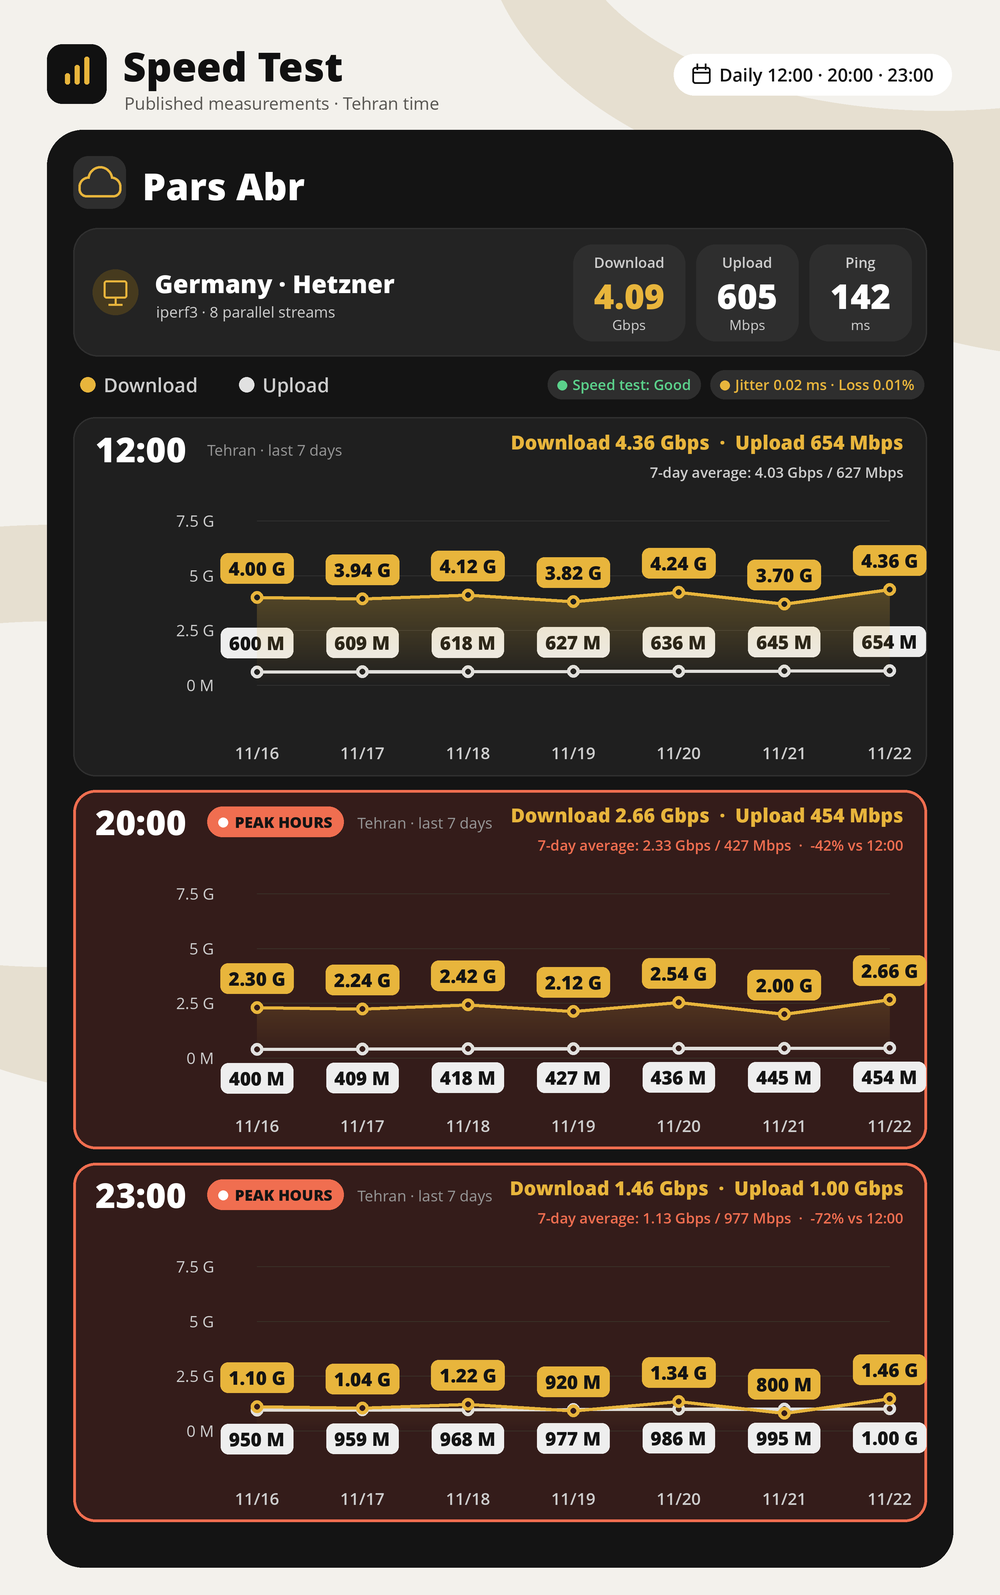 Speed Test
Published measurements · Tehran time
Daily 12:00 · 20:00 · 23:00
Pars Abr
Germany · Hetzner
iperf3 · 8 parallel streams
Download
4.09
Gbps
Upload
605
Mbps
Ping
142
ms
Download
Upload
Speed test: Good
Jitter 0.02 ms · Loss 0.01%
12:00
Tehran · last 7 days
Download 4.36 Gbps · Upload 654 Mbps
7-day average: 4.03 Gbps / 627 Mbps
7.5 G
5 G
2.5 G
0 M
4.00 G 3.94 G 4.12 G 3.82 G 4.24 G 3.70 G 4.36 G
600 M 609 M 618 M 627 M 636 M 645 M 654 M
11/16 11/17 11/18 11/19 11/20 11/21 11/22
20:00
PEAK HOURS
Tehran · last 7 days
Download 2.66 Gbps · Upload 454 Mbps
7-day average: 2.33 Gbps / 427 Mbps · -42% vs 12:00
7.5 G
5 G
2.5 G
0 M
2.30 G 2.24 G 2.42 G 2.12 G 2.54 G 2.00 G 2.66 G
400 M 409 M 418 M 427 M 436 M 445 M 454 M
11/16 11/17 11/18 11/19 11/20 11/21 11/22
23:00
PEAK HOURS
Tehran · last 7 days
Download 1.46 Gbps · Upload 1.00 Gbps
7-day average: 1.13 Gbps / 977 Mbps · -72% vs 12:00
7.5 G
5 G
2.5 G
0 M
1.10 G 1.04 G 1.22 G 920 M 1.34 G 800 M 1.46 G
950 M 959 M 968 M 977 M 986 M 995 M 1.00 G
11/16 11/17 11/18 11/19 11/20 11/21 11/22